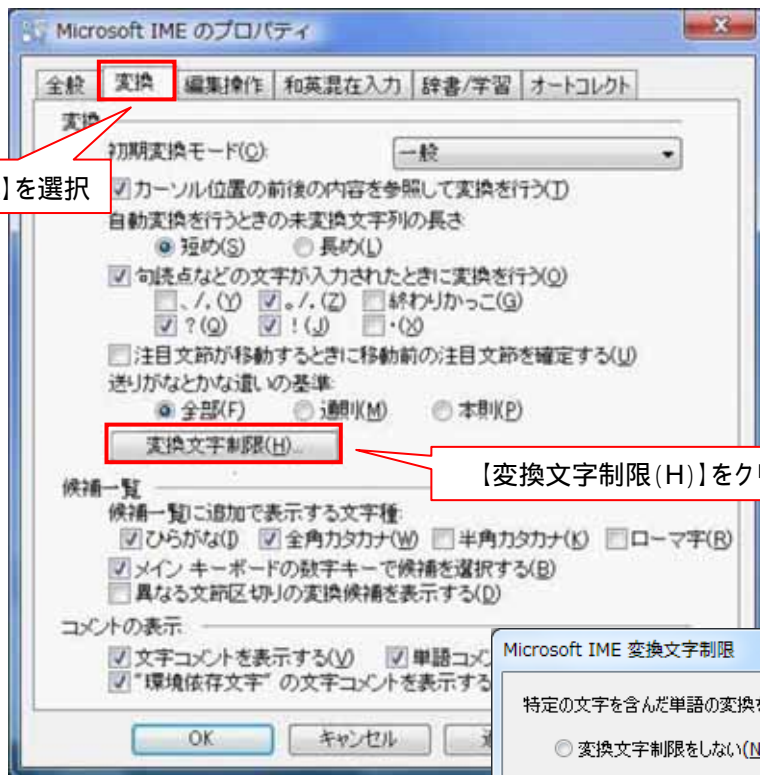 Microsoft IME のプロパティ
全般 変換 編集操作 和英混在入力 辞書/学習 オートコレクト
変換
初期変換モード(C): 一般
】を選択
カーソル位置の前後の内容を参照して変換を行う(T)
自動変換を行うときの未変換文字列の長さ:
短め(S) 長め(L)
句読点などの文字が入力されたときに変換を行う(O)
、/，(Y) 。/．(Z) 終わりかっこ(G)
？(Q) ！(J) ・(X)
注目文節が移動するときに移動前の注目文節を確定する(U)
送りがなとかな遣いの基準:
全部(F) 通則(M) 本則(P)
変換文字制限(H)...
【変換文字制限(H)】をクリ
候補一覧
候補一覧に追加で表示する文字種:
ひらがな(I) 全角カタカナ(W) 半角カタカナ(K) ローマ字(R)
メイン キーボードの数字キーで候補を選択する(B)
異なる文節区切りの変換候補を表示する(D)
コメントの表示
文字コメントを表示する(V) 単語コメン
"環境依存文字" の文字コメントを表示する
OK キャンセル
Microsoft IME 変換文字制限
特定の文字を含んだ単語の変換を
変換文字制限をしない(N